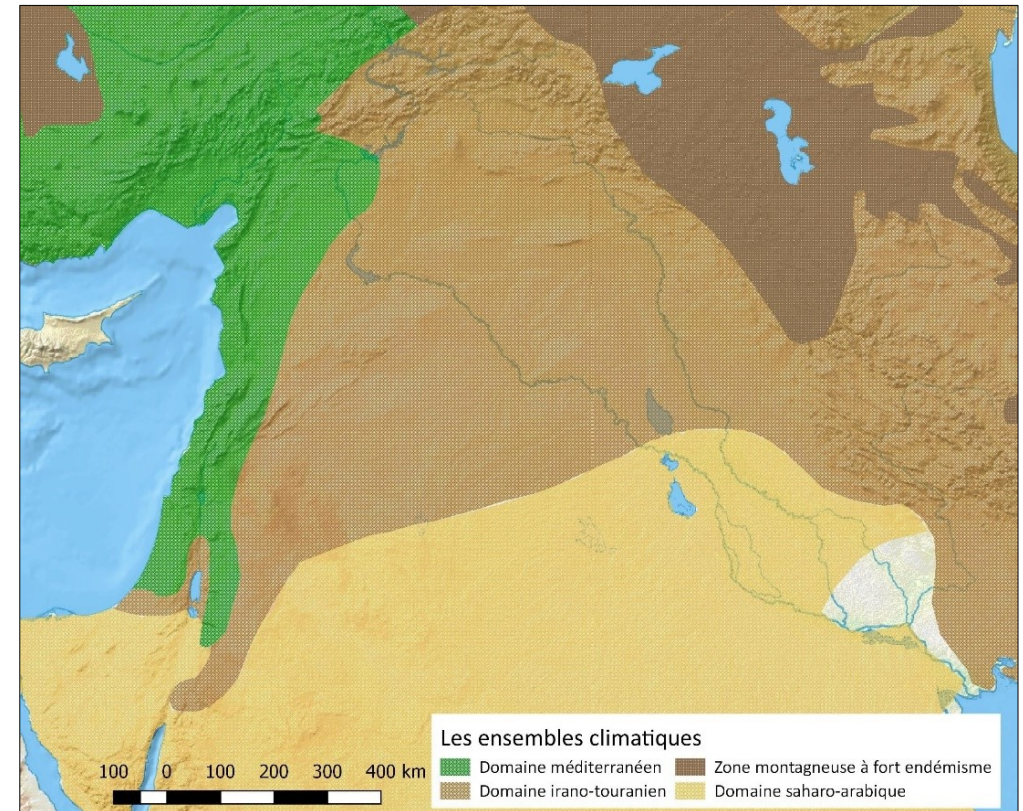 Les ensembles climatiques
Domaine méditerranéen
Zone montagneuse à fort endémisme
Domaine irano-touranien
Domaine saharo-arabique
100 0 100 200 300 400 km